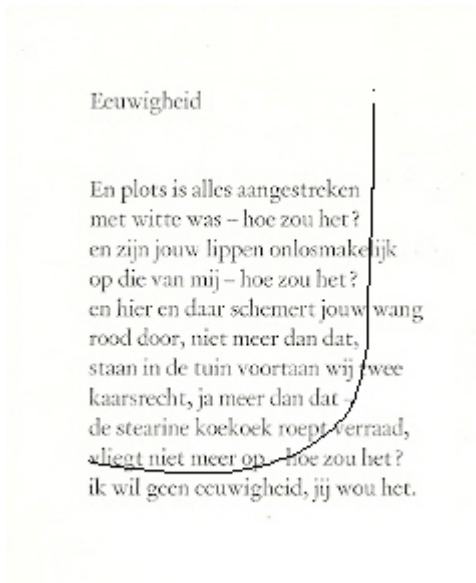 Eeuwigheid
En plots is alles aangestreken
met witte was – hoe zou het?
en zijn jouw lippen onlosmakelijk
op die van mij – hoe zou het?
en hier en daar schemert jouw wang
rood door, niet meer dan dat,
staan in de tuin voortaan wij twee
kaarsrecht, ja meer dan dat –
de stearine koekoek roept verraad,
vliegt niet meer op – hoe zou het?
ik wil geen eeuwigheid, jij wou het.